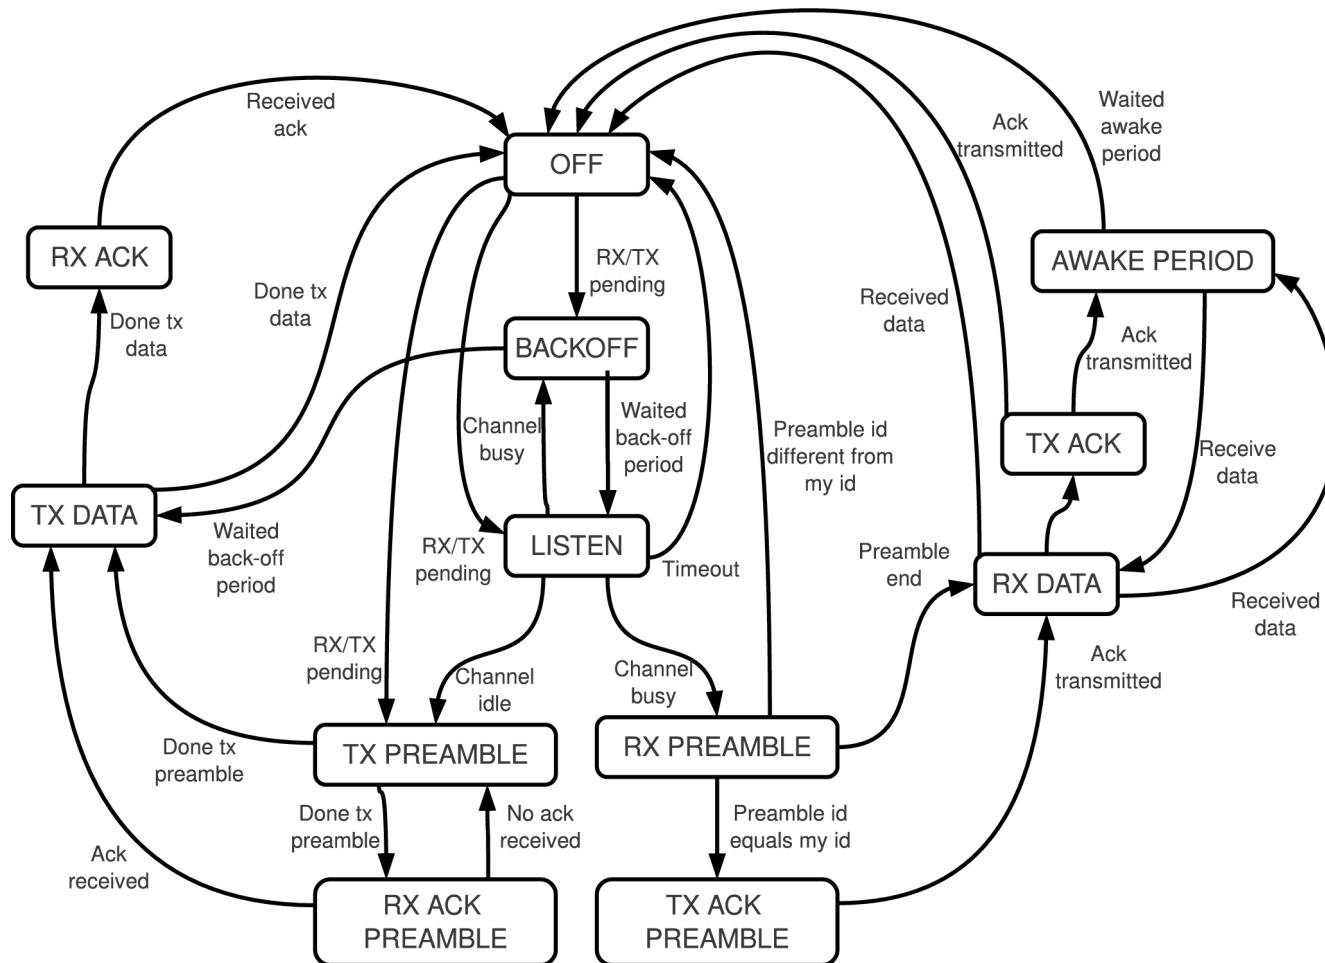 Received
ack
Waited
awake
period
Ack
transmitted
OFF
RX ACK
AWAKE PERIOD
RX/TX
pending
Done tx
data
Received
data
Done tx
data
Ack
transmitted
BACKOFF
Channel
busy
Waited
back-off
period
Preamble id
different from
my id
TX ACK
Receive
data
TX DATA
Waited
back-off
period
RX/TX
pending
LISTEN
Timeout
Preamble
end
RX DATA
Received
data
RX/TX
pending
Channel
idle
Channel
busy
Ack
transmitted
Done tx
preamble
TX PREAMBLE
RX PREAMBLE
Done tx
preamble
No ack
received
Preamble id
equals my id
Ack
received
RX ACK
PREAMBLE
TX ACK
PREAMBLE